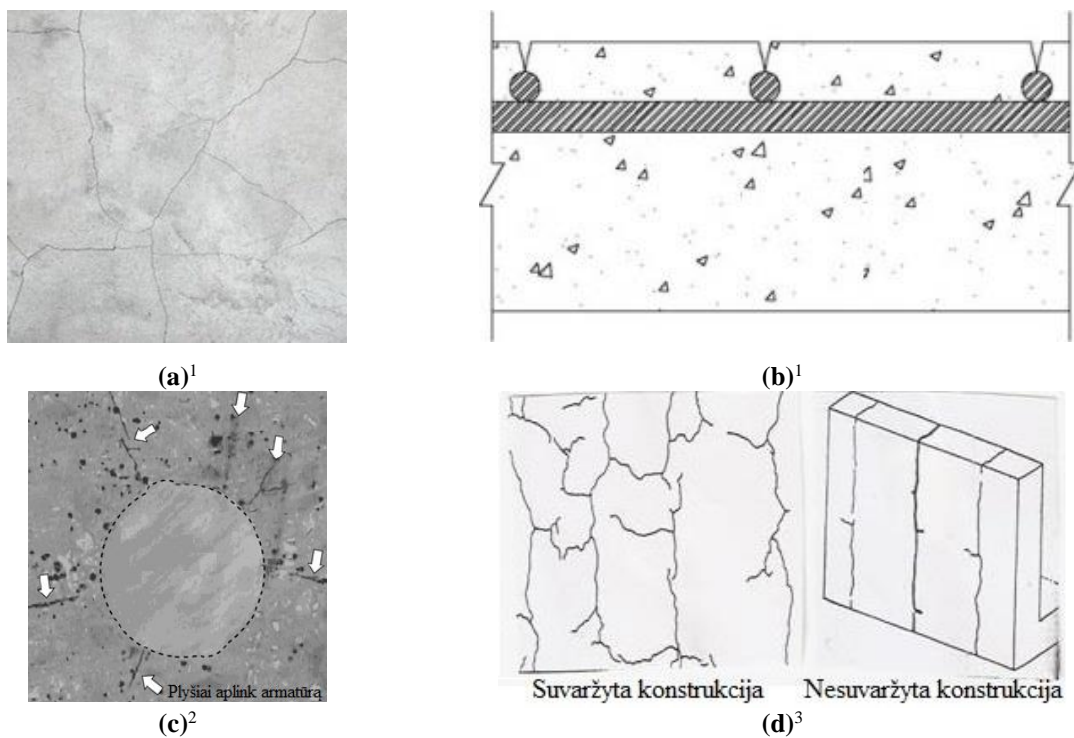 (a)1
(b)1
Plyšiai aplink armatūrą
(c)2
Suvaržyta konstrukcija
Nesuvaržyta konstrukcija
(d)3